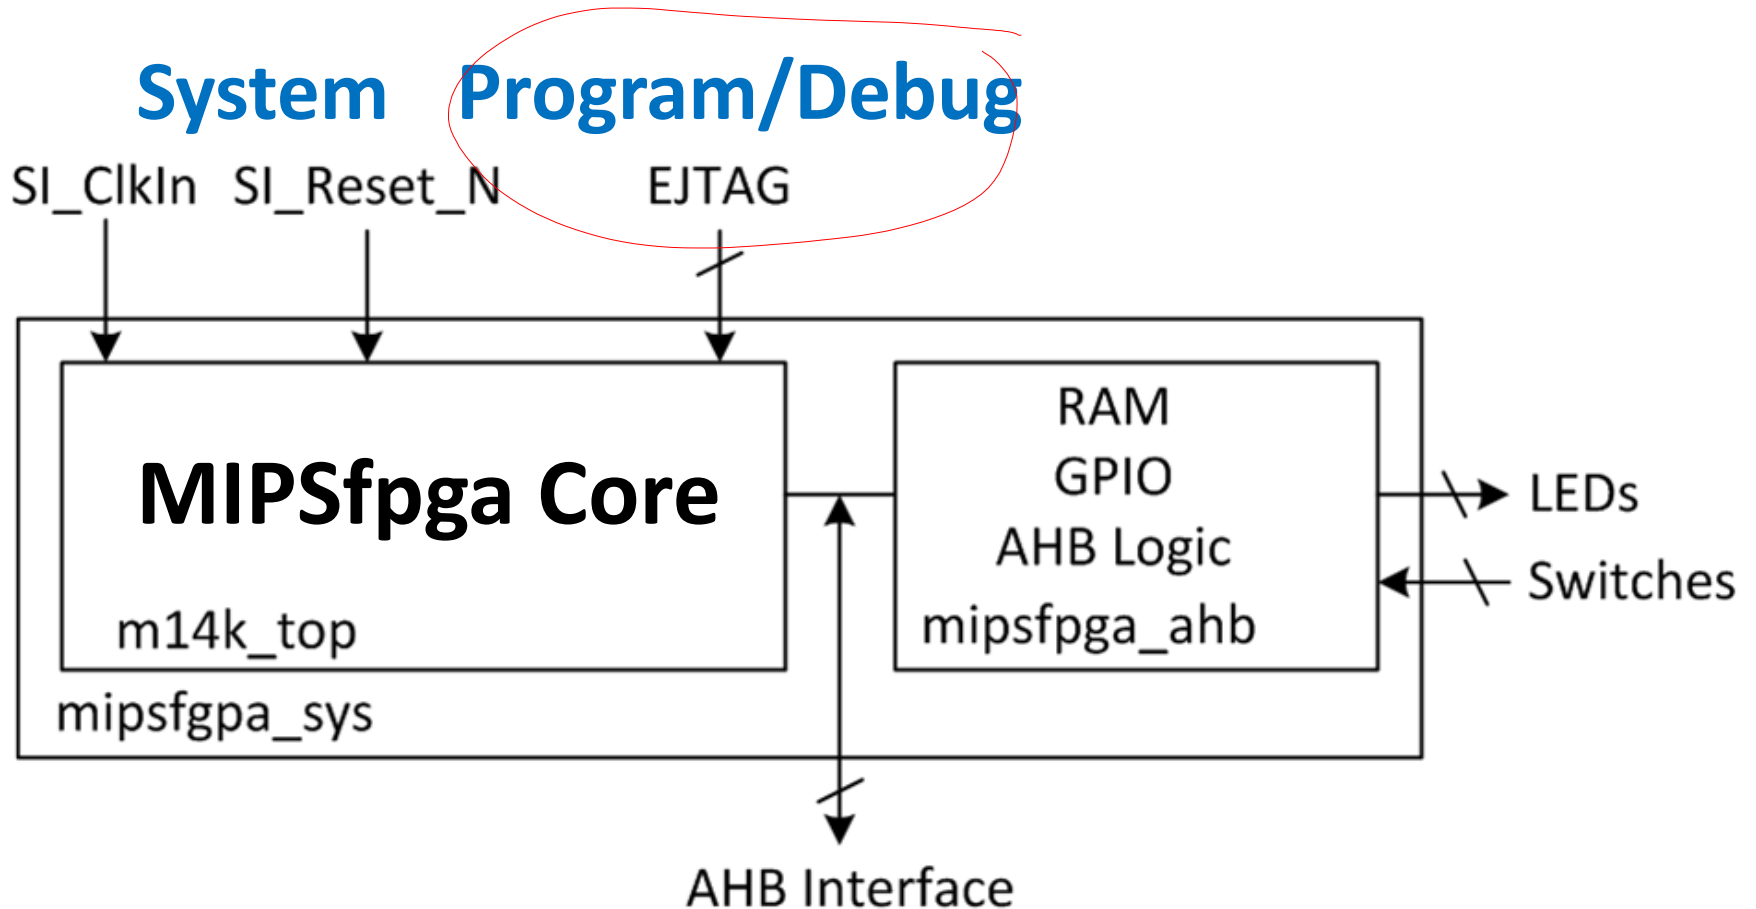 System Program/Debug
SI_ClkIn SI_Reset_N EJTAG
MIPSfpga Core
m14k_top
mipsfgpa_sys
RAM
GPIO
AHB Logic
mipsfpga_ahb
LEDs
Switches
AHB Interface